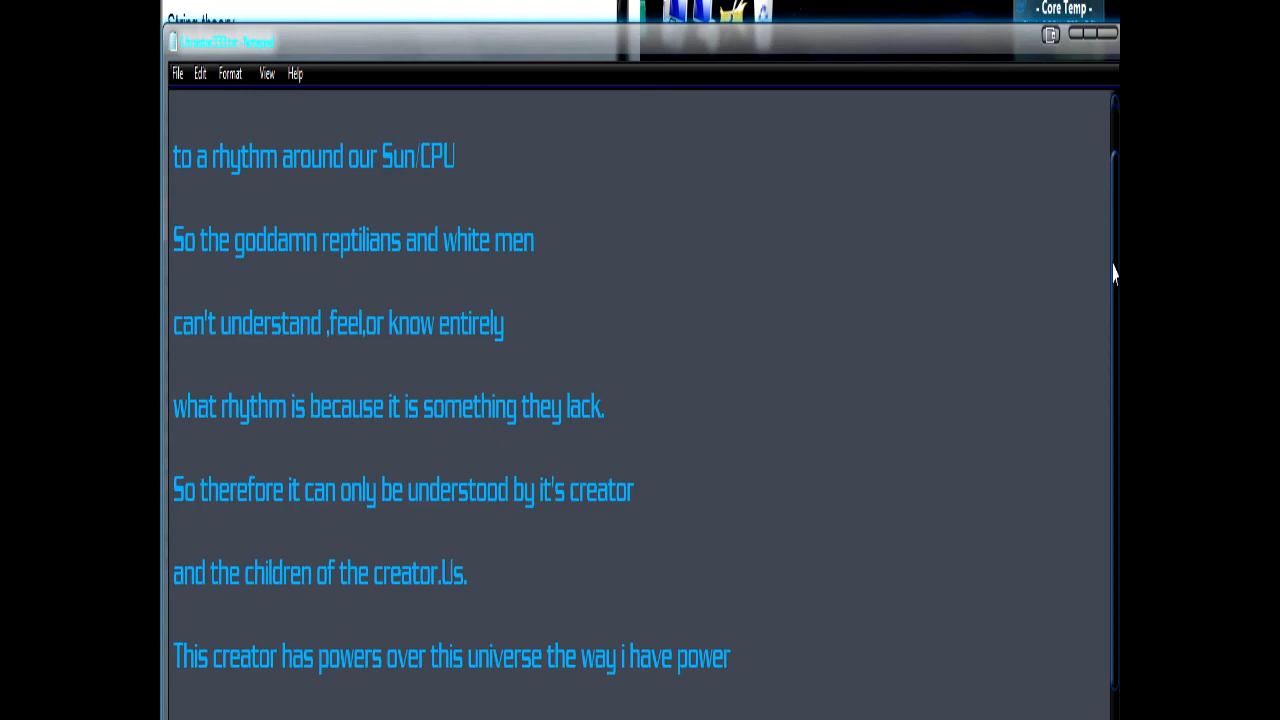 String theory
- Core Temp -
File Edit Format View Help
to a rhythm around our Sun/CPU
So the goddamn reptilians and white men
can't understand ,feel,or know entirely
what rhythm is because it is something they lack.
So therefore it can only be understood by it's creator
and the children of the creator.Us.
This creator has powers over this universe the way i have power